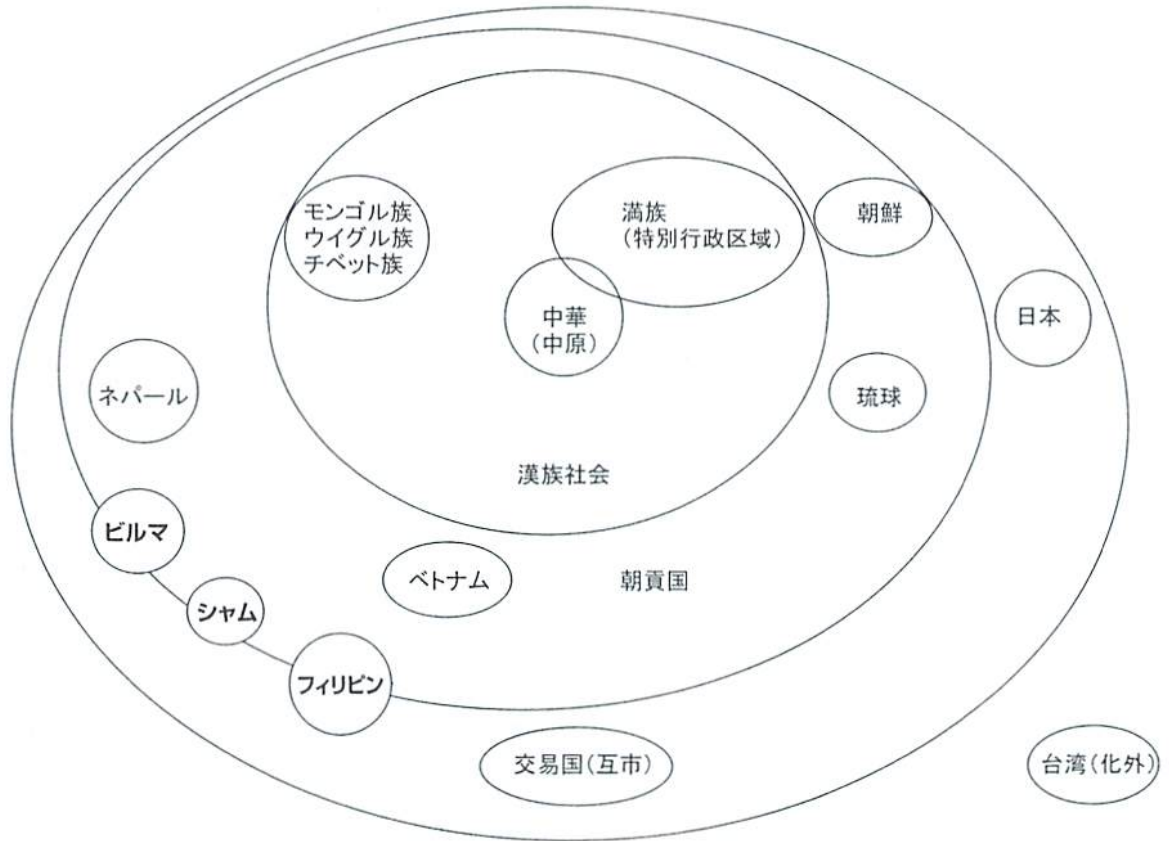 モンゴル族
ウイグル族
チベット族
満族
(特別行政区域)
朝鮮
中華
(中原)
日本
ネパール
琉球
漢族社会
ビルマ
ベトナム
朝貢国
シャム
フィリピン
交易国(互市)
台湾(化外)